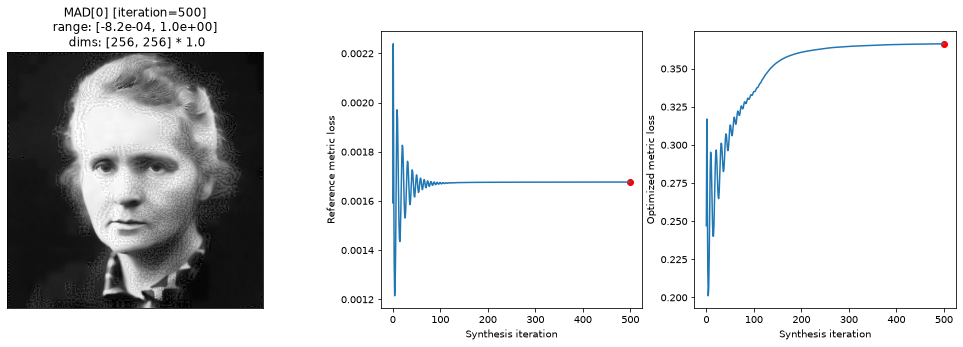 MAD[0] [iteration=500]
range: [-8.2e-04, 1.0e+00]
dims: [256, 256] * 1.0
Reference metric loss
0.0022
0.0020
0.0018
0.0016
0.0014
0.0012
0 100 200 300 400 500
Synthesis iteration
Optimized metric loss
0.350
0.325
0.300
0.275
0.250
0.225
0.200
0 100 200 300 400 500
Synthesis iteration